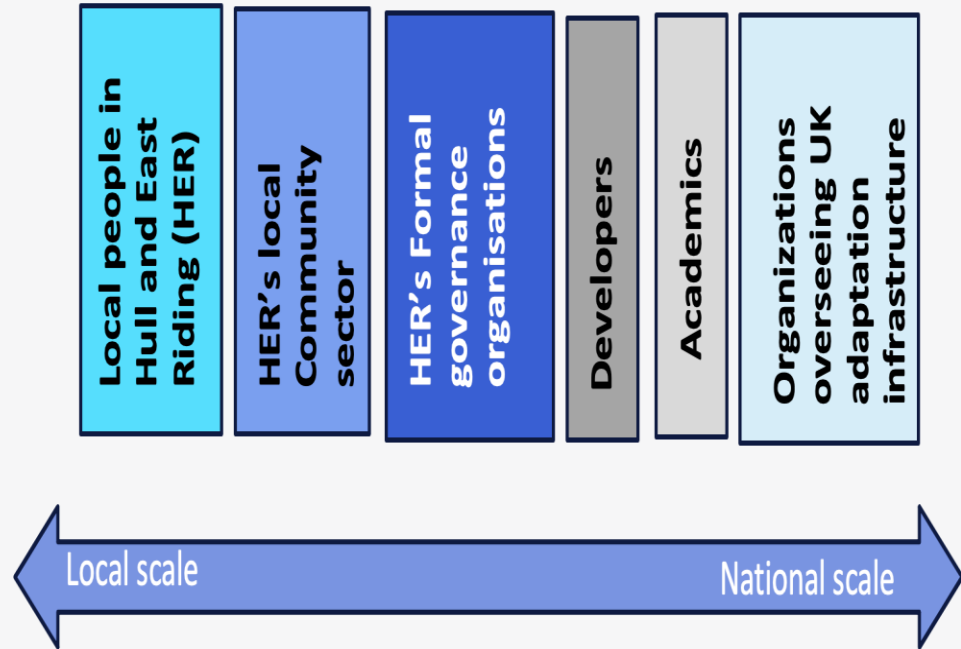 Local people in
Hull and East
Riding (HER)
HER’s local
Community
sector
HER’s Formal
governance
organisations
Developers
Academics
Organizations
overseeing UK
adaptation
infrastructure
Local scale
National scale